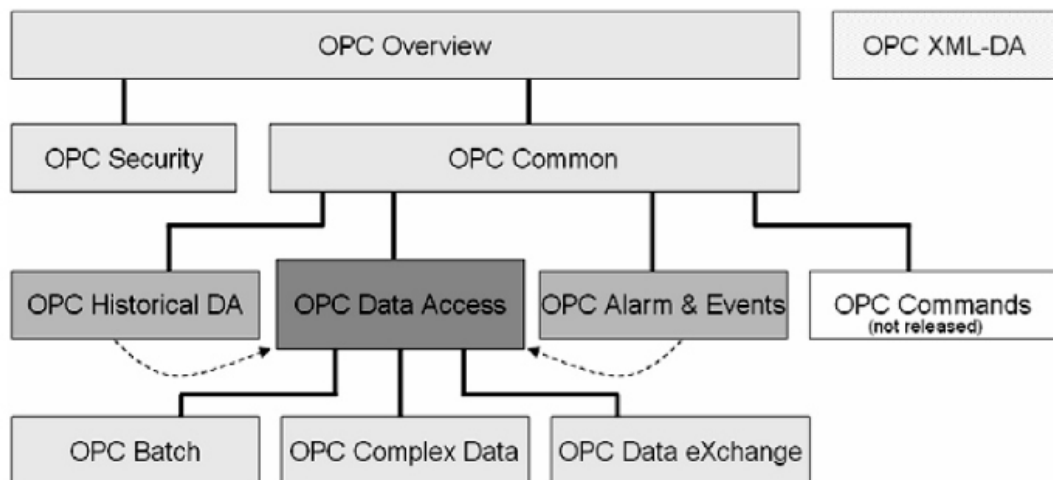 OPC Overview
OPC XML-DA
OPC Security
OPC Common
OPC Historical DA
OPC Data Access
OPC Alarm & Events
OPC Commands
(not released)
OPC Batch
OPC Complex Data
OPC Data eXchange